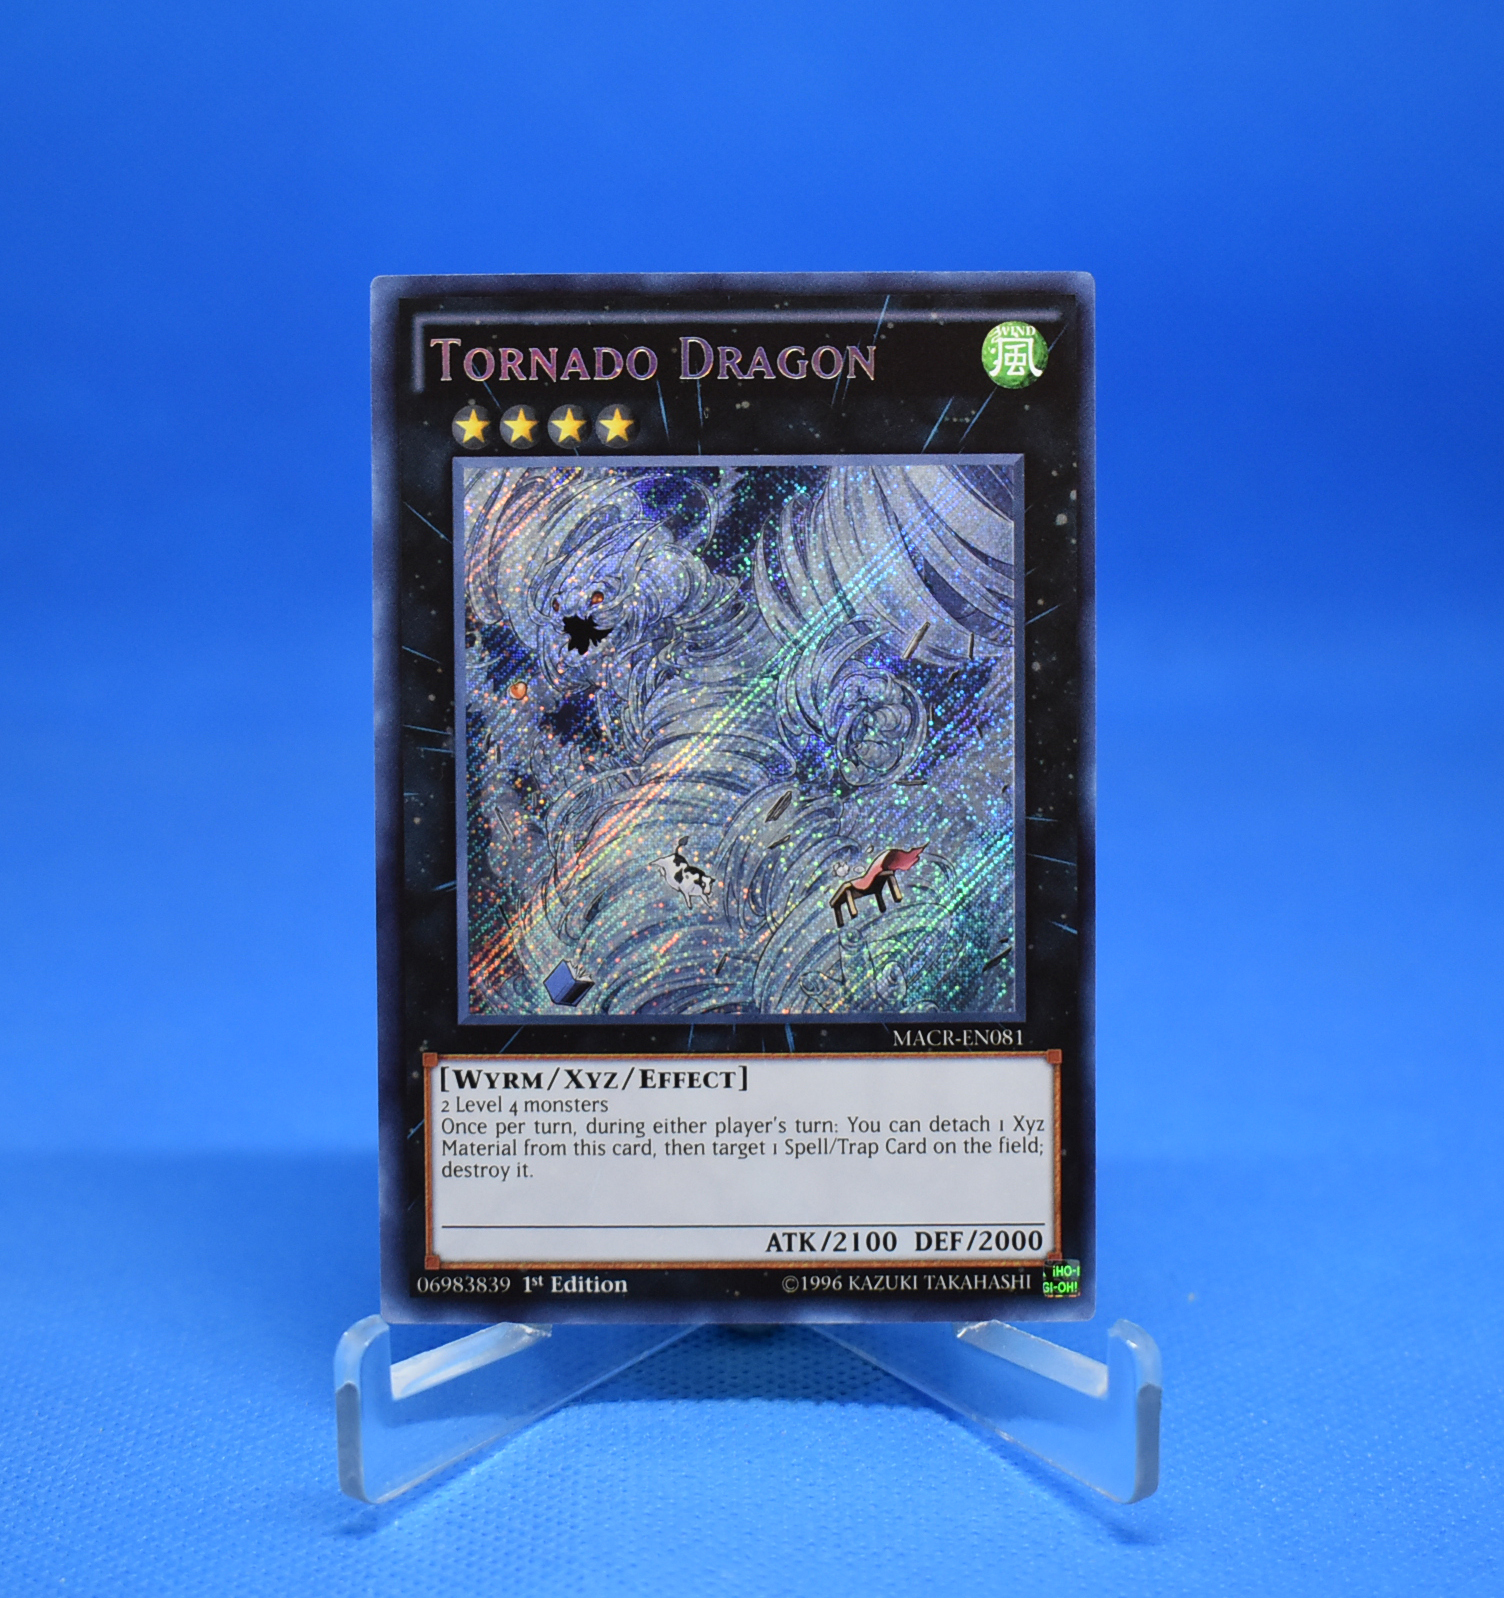 TORNADO DRAGON
WIND
風
MACR-EN081
[WYRM/XYZ/EFFECT]
2 Level 4 monsters
Once per turn, during either player's turn: You can detach 1 Xyz
Material from this card, then target 1 Spell/Trap Card on the field;
destroy it.
ATK/2100 DEF/2000
06983839 1st Edition
©1996 KAZUKI TAKAHASHI
GI-OH!